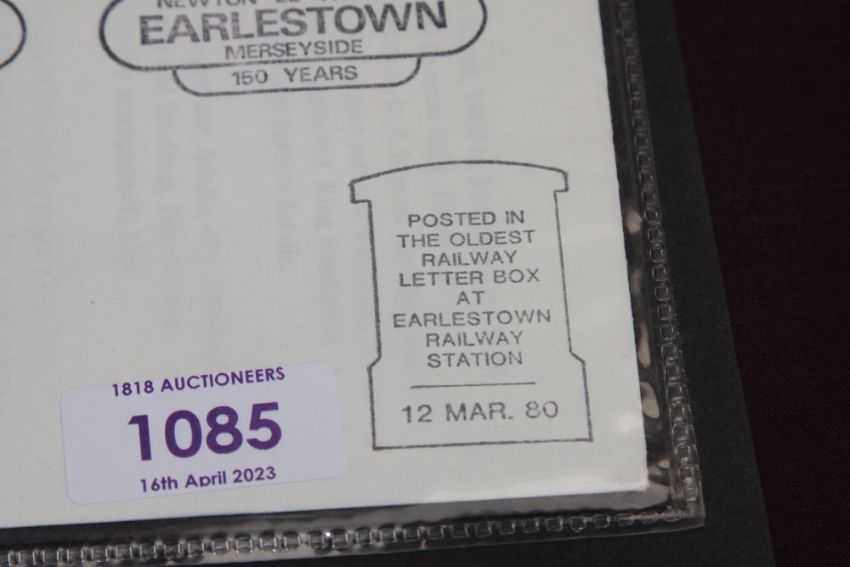 EARLESTOWN
MERSEYSIDE
150 YEARS
POSTED IN
THE OLDEST
RAILWAY
LETTER BOX
AT
EARLESTOWN
RAILWAY
STATION
12 MAR. 80
1818 AUCTIONEERS
1085
16th April 2023